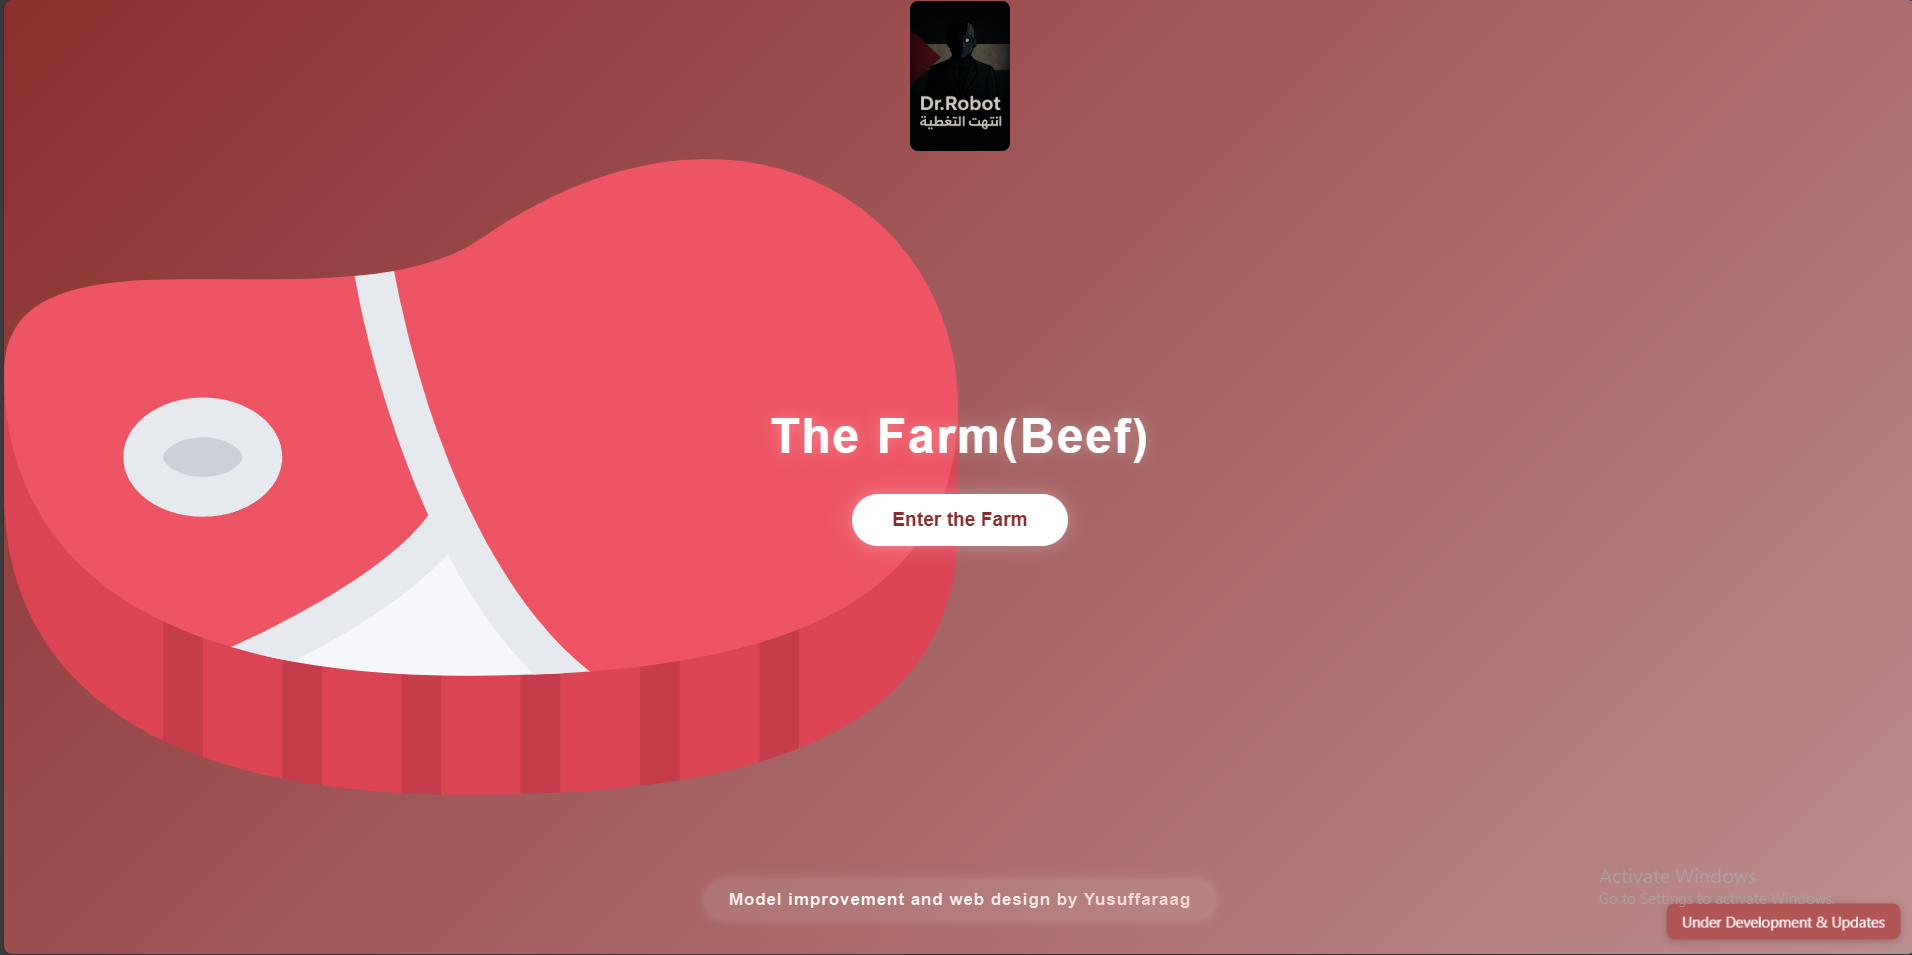 Dr.Robot
انتهت التغطية
The Farm(Beef)
Enter the Farm
Model improvement and web design by Yusuffaraag
Activate Windows
Go to Settings to activate Windows.
Under Development & Updates